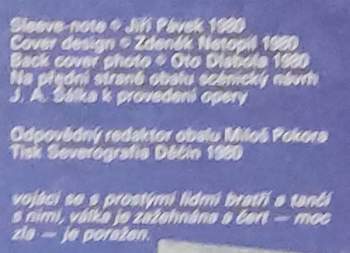 Sleeve-note © Jiří Pávek 1980
Cover design © Zdeněk Netopil 1980
Back cover photo © Oto Dlabola 1980
Na přední straně obalu scénický návrh
J. A. Šálka k provedení opery
Odpovědný redaktor obalu Miloš Pokora
Tisk Severografia Děčín 1980
vojáci se s prostými lidmi bratří a tančí
s nimi, válka je zažehnána a čert — moc
zla — je poražen.